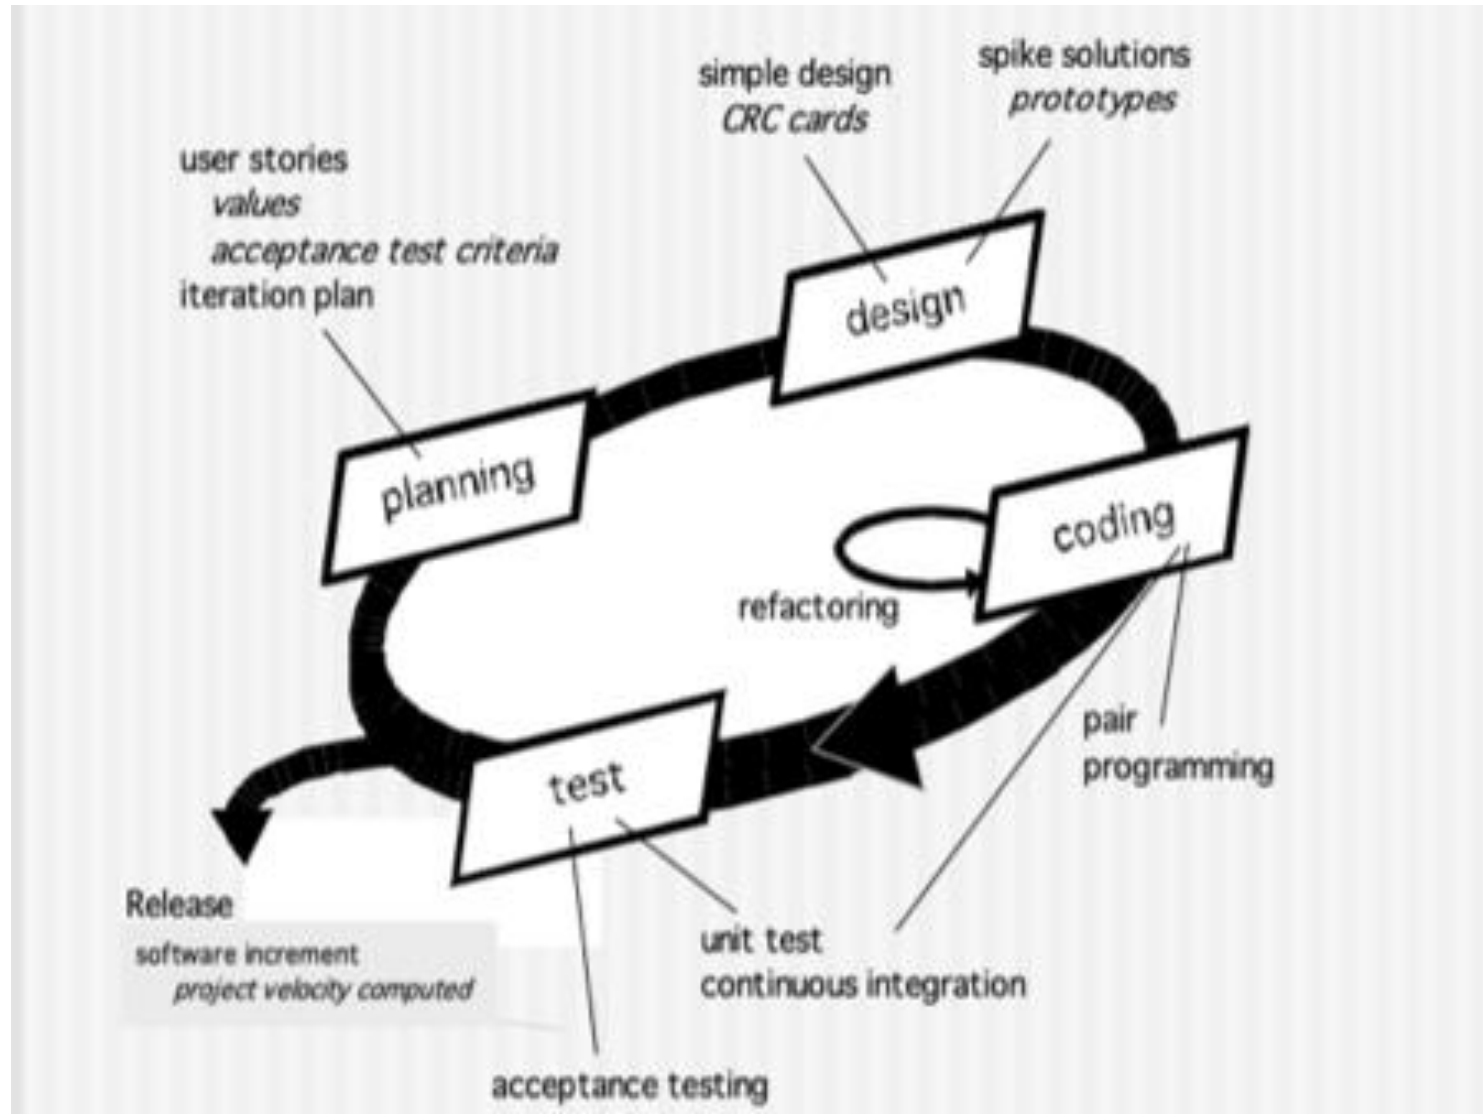 spike solutions
prototypes
simple design
CRC cards
user stories
values
acceptance test criteria
iteration plan
design
planning
coding
refactoring
pair
programming
test
Release
software increment
project velocity computed
unit test
continuous integration
acceptance testing